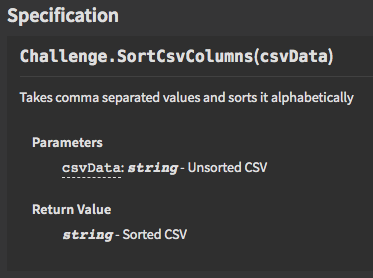 Specification
Challenge.SortCsvColumns(csvData)
Takes comma separated values and sorts it alphabetically
Parameters
csvData: string - Unsorted CSV
Return Value
string - Sorted CSV